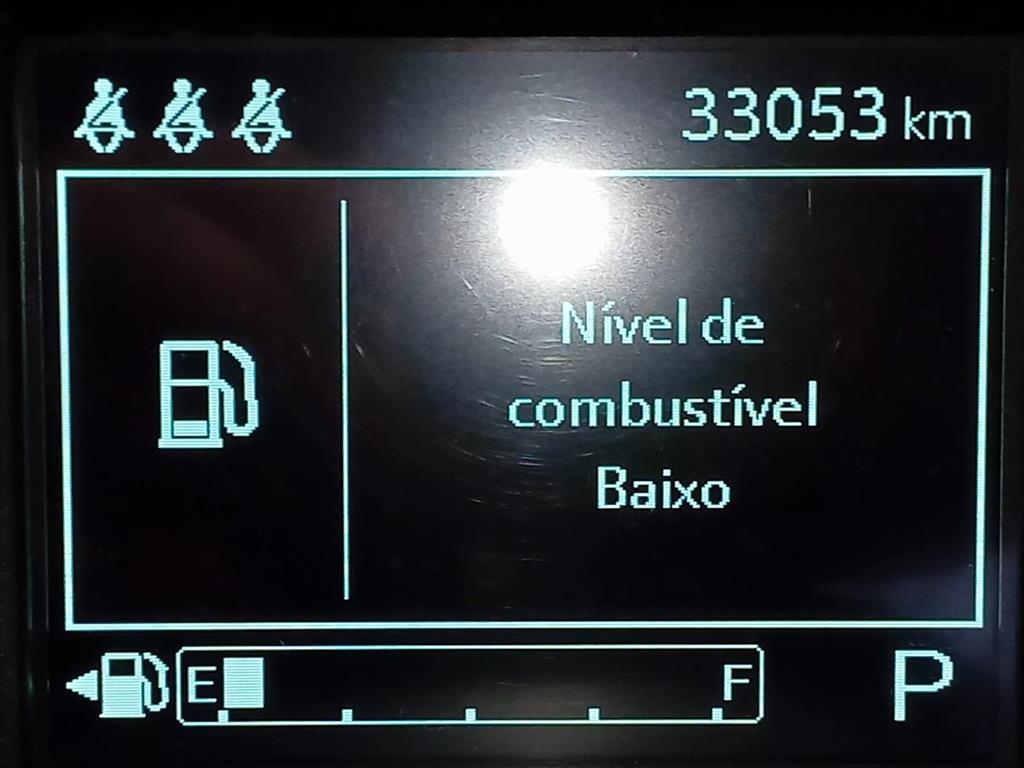 33053 km
Nível de
combustível
Baixo
E F
P